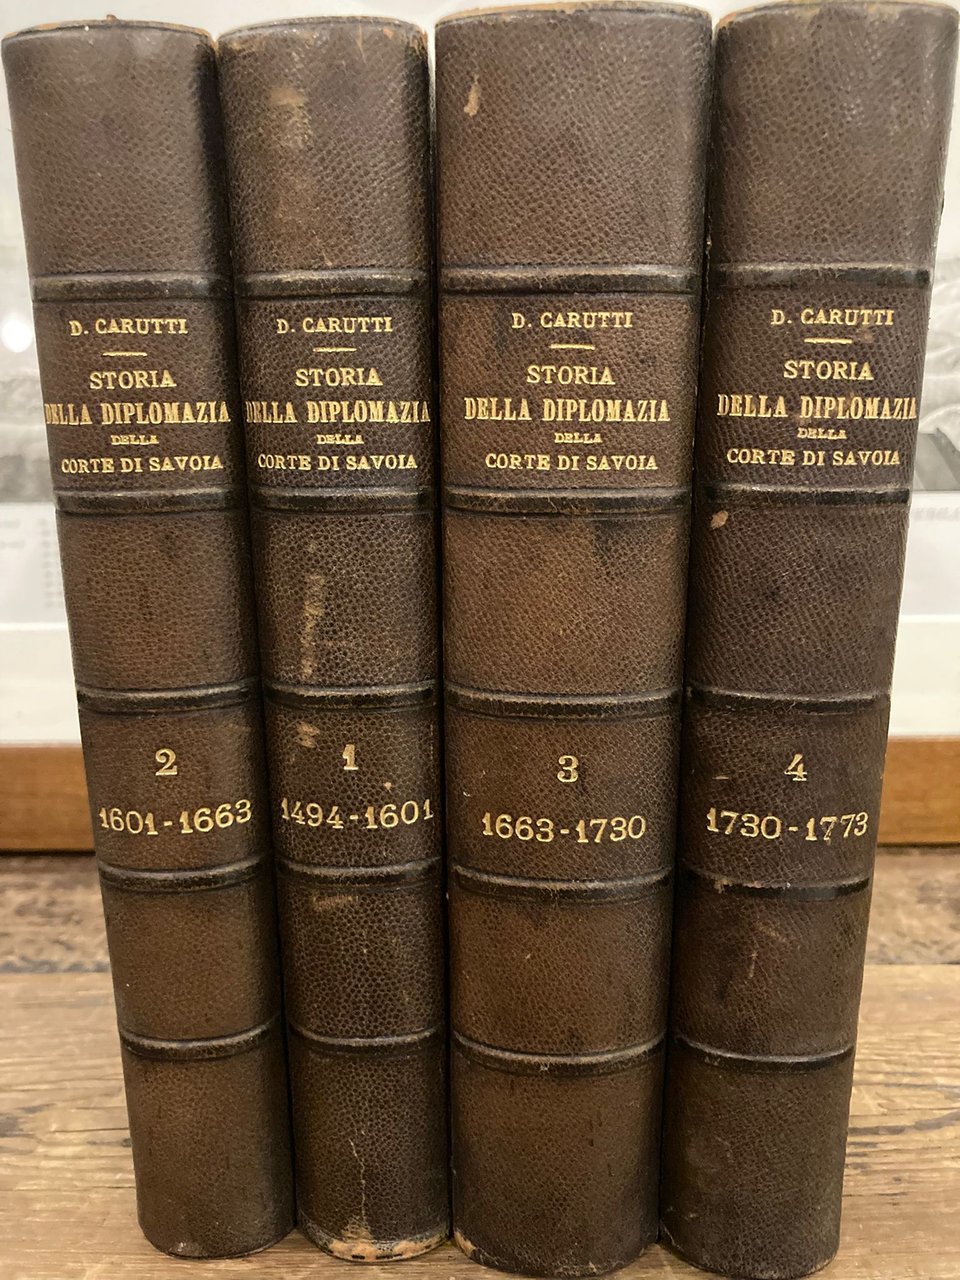 D. CARUTTI
STORIA
DELLA DIPLOMAZIA
DELLA
CORTE DI SAVOIA
2
1601-1663
D. CARUTTI
STORIA
DELLA DIPLOMAZIA
DELLA
CORTE DI SAVOIA
1
1494-1601
D. CARUTTI
STORIA
DELLA DIPLOMAZIA
DELLA
CORTE DI SAVOIA
3
1663-1730
D. CARUTTI
STORIA
DELLA DIPLOMAZIA
DELLA
CORTE DI SAVOIA
4
1730-1773